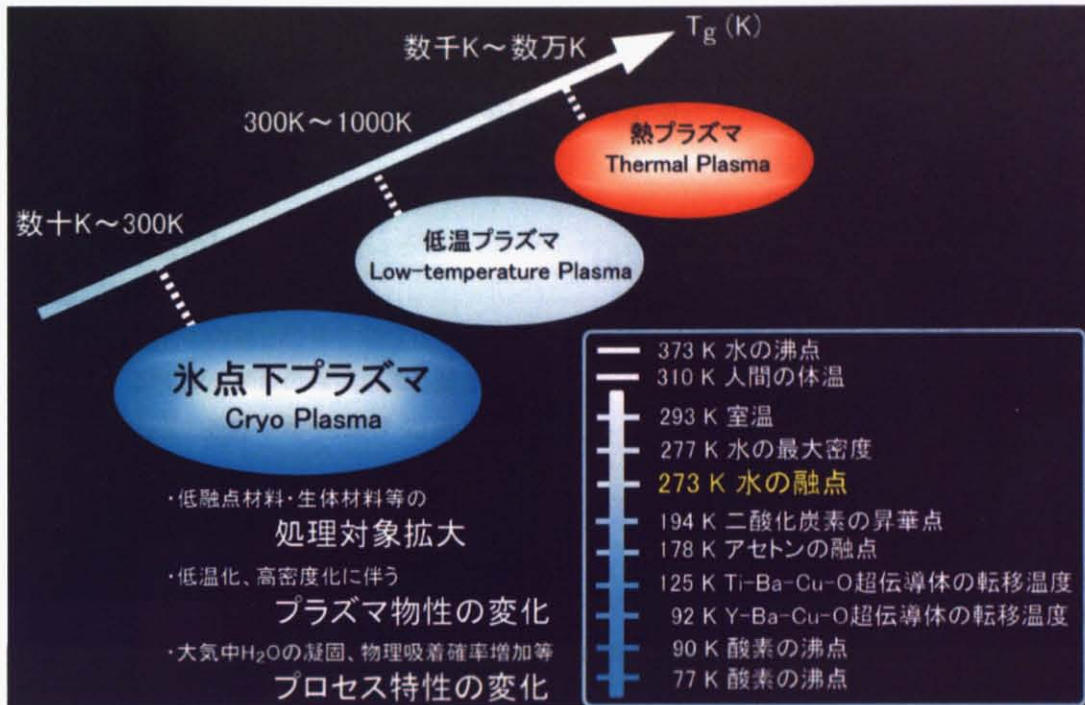 数千K～数万K
T_g (K)
300K～1000K
熱プラズマ
Thermal Plasma
数十K～300K
低温プラズマ
Low-temperature Plasma
氷点下プラズマ
Cryo Plasma
・低融点材料・生体材料等の
処理対象拡大
・低温化、高密度化に伴う
プラズマ物性の変化
・大気中H₂Oの凝固、物理吸着確率増加等
プロセス特性の変化
373 K 水の沸点
310 K 人間の体温
293 K 室温
277 K 水の最大密度
273 K 水の融点
194 K 二酸化炭素の昇華点
178 K アセトンの融点
125 K Ti-Ba-Cu-O超伝導体の転移温度
92 K Y-Ba-Cu-O超伝導体の転移温度
90 K 酸素の沸点
77 K 酸素の沸点